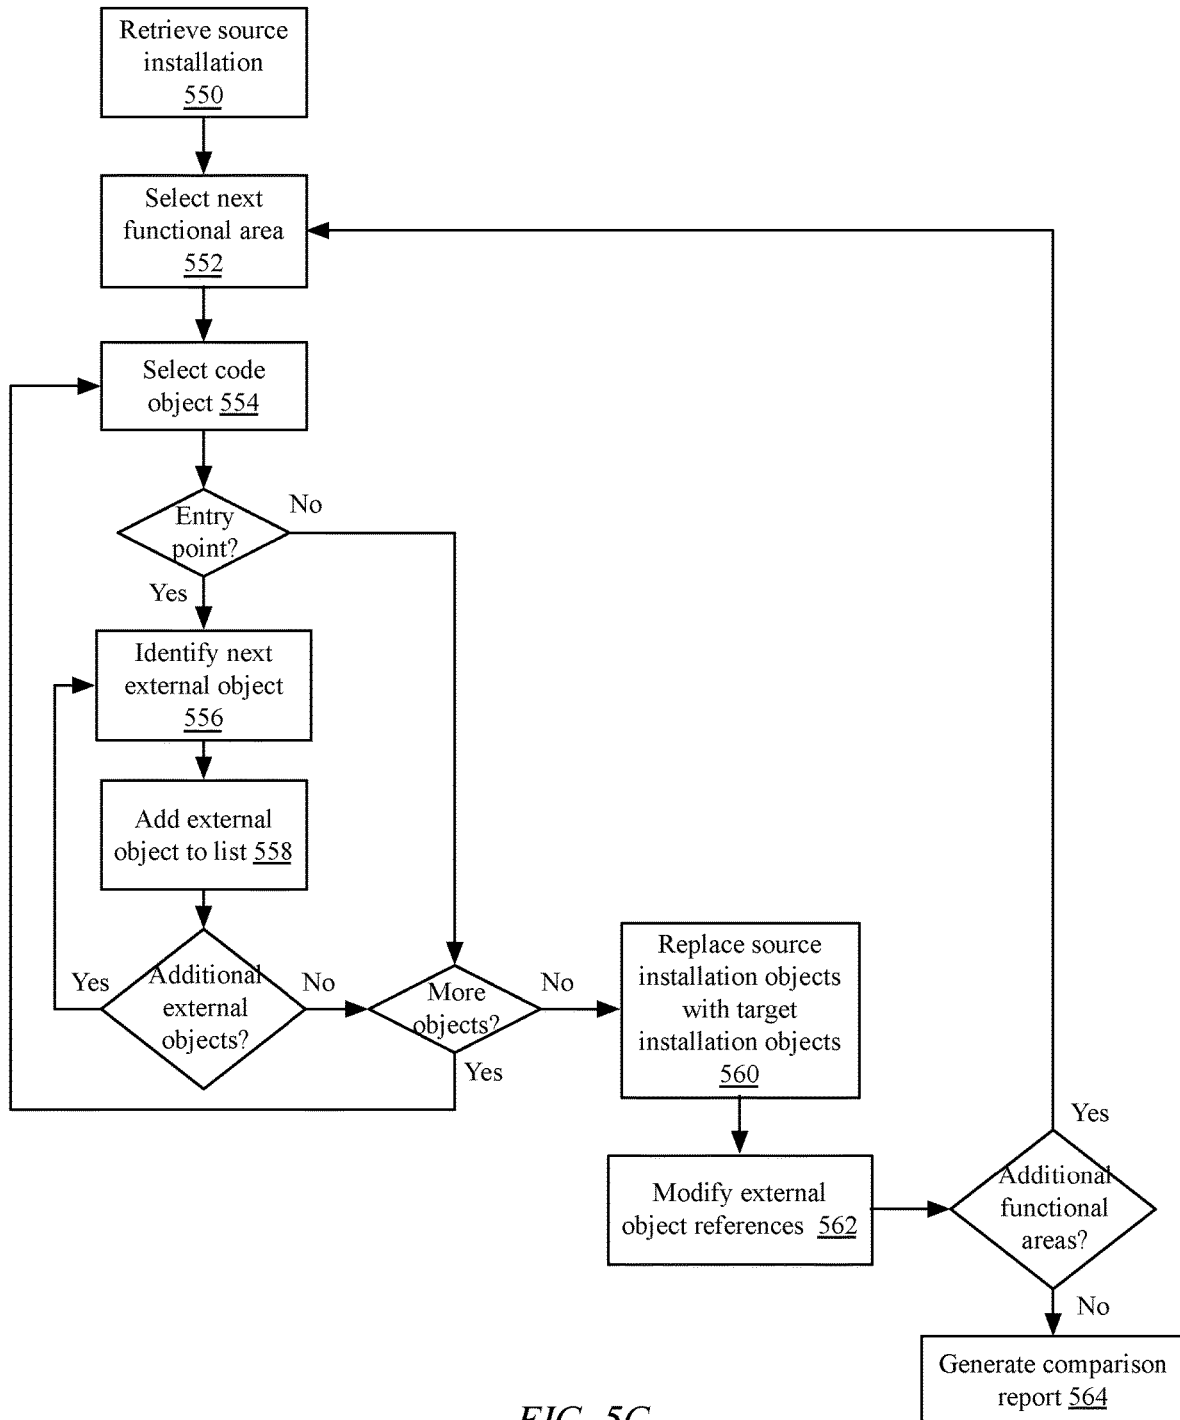 Retrieve source
installation
550
Select next
functional area
552
Select code
object 554
Entry
point?
No
Yes
Identify next
external object
556
Add external
object to list 558
Additional
external
objects?
Yes
No
More
objects?
No
Yes
Replace source
installation objects
with target
installation objects
560
Modify external
object references 562
Additional
functional
areas?
Yes
No
Generate comparison
report 564
FIG. 5C